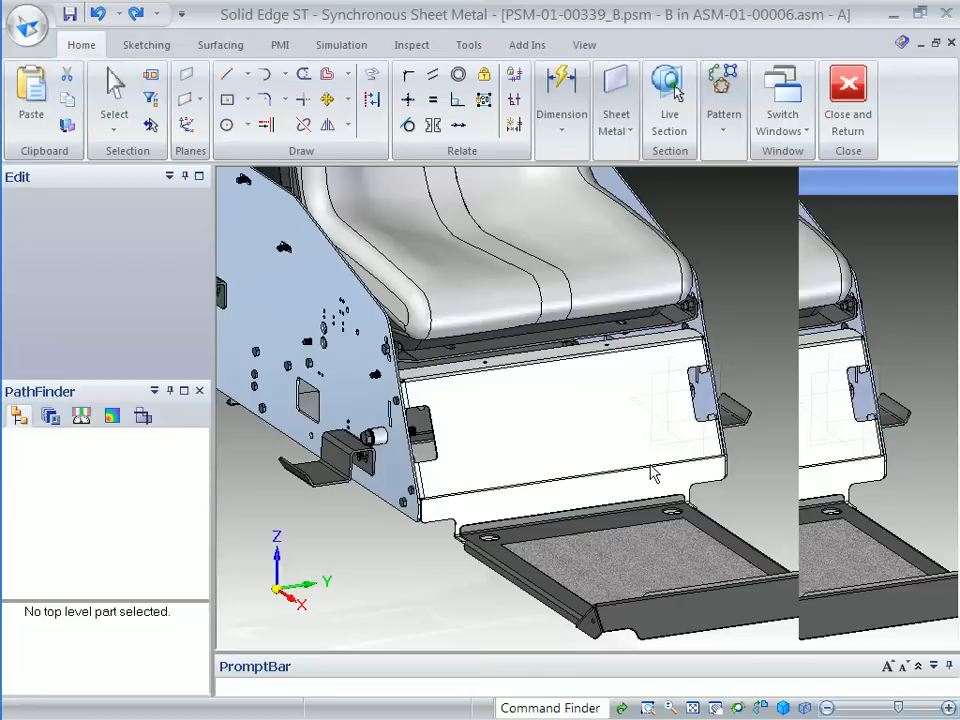 Solid Edge ST - Synchronous Sheet Metal - [PSM-01-00339_B.psm - B in ASM-01-00006.asm - A]
Home Sketching Surfacing PMI Simulation Inspect Tools Add Ins View
Paste
Clipboard
Select
Selection
Planes
Draw
Relate
Dimension
Sheet
Metal
Live
Section
Section
Pattern
Switch
Windows
Window
Close and
Return
Close
Edit
PathFinder
No top level part selected.
Z
Y
X
PromptBar
Command Finder